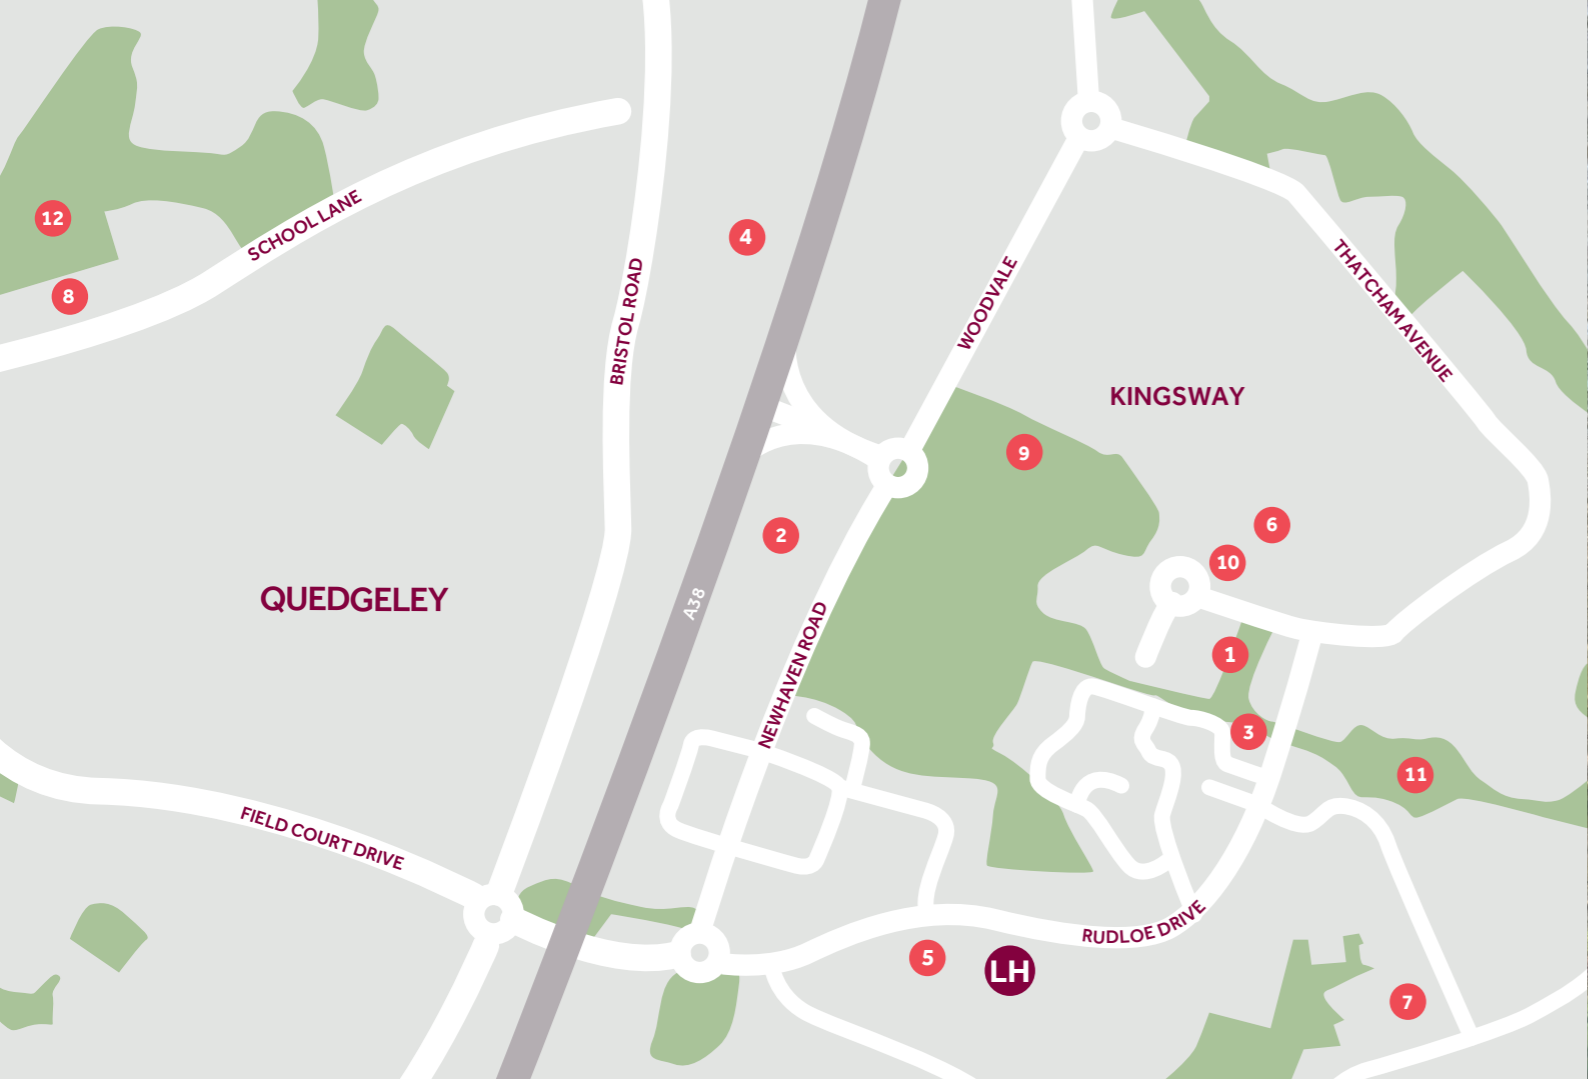 12
SCHOOL LANE
4
8
BRISTOL ROAD
WOODVALE
THATCHAM AVENUE
KINGSWAY
9
2
6
10
QUEDGELEY
A38
NEWHAVEN ROAD
1
3
11
FIELD COURT DRIVE
RUDLOE DRIVE
5
LH
7